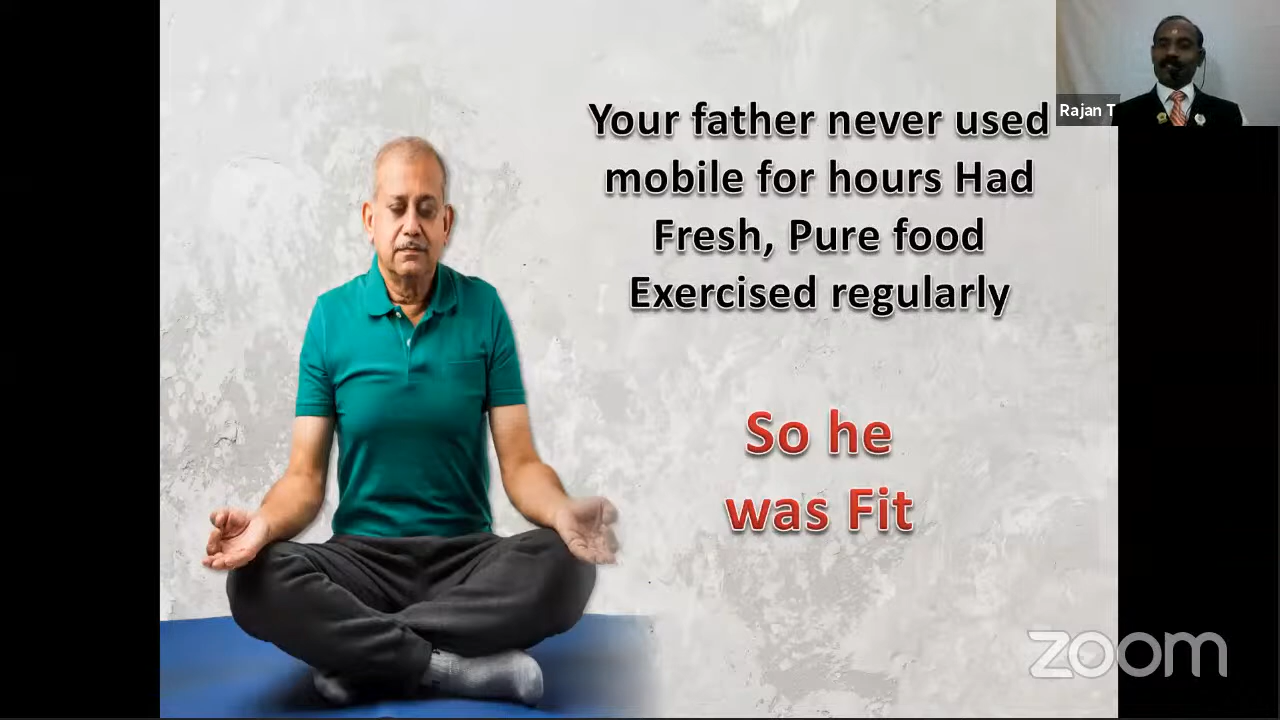 Your father never used
mobile for hours Had
Fresh, Pure food
Exercised regularly
So he
was Fit
Rajan T
zoom